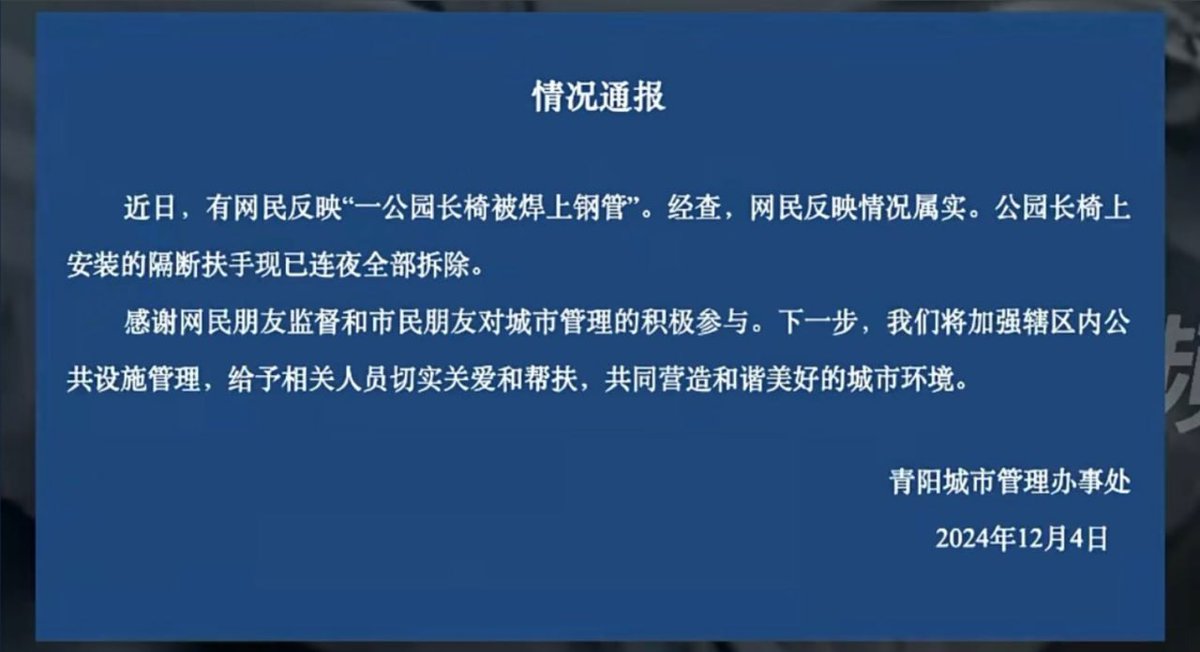 情况通报
近日，有网民反映“一公园长椅被焊上钢管”。经查，网民反映情况属实。公园长椅上
安装的隔断扶手现已连夜全部拆除。
感谢网民朋友监督和市民朋友对城市管理的积极参与。下一步，我们将加强辖区内公
共设施管理，给予相关人员切实关爱和帮扶，共同营造和谐美好的城市环境。
青阳城市管理办事处
2024年12月4日